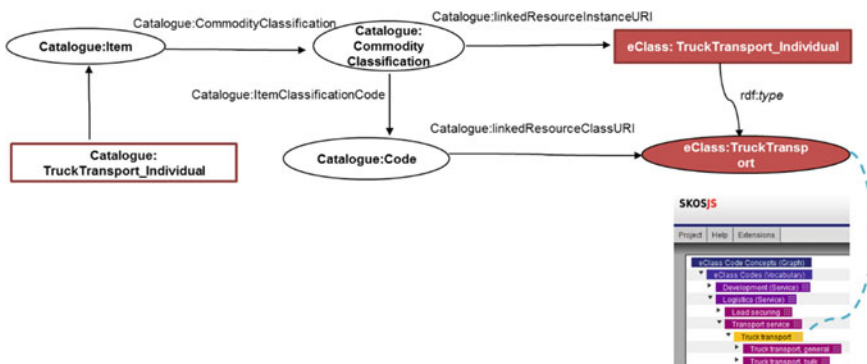 Catalogue:CommodityClassification
Catalogue:linkedResourceInstanceURI
Catalogue:Item
Catalogue:
Commodity
Classification
eClass: TruckTransport_Individual
Catalogue:ItemClassificationCode
rdf:type
Catalogue:linkedResourceClassURI
Catalogue:
TruckTransport_Individual
Catalogue:Code
eClass:TruckTransp
ort
SKOSJS
Project Help Extensions
eClass Code Concepts (Graph)
eClass Codes (Vocabulary)
Development (Service)
Logistics (Service)
Load securing
Transport service
Truck transport
Truck transport, general
Truck transport, bulk